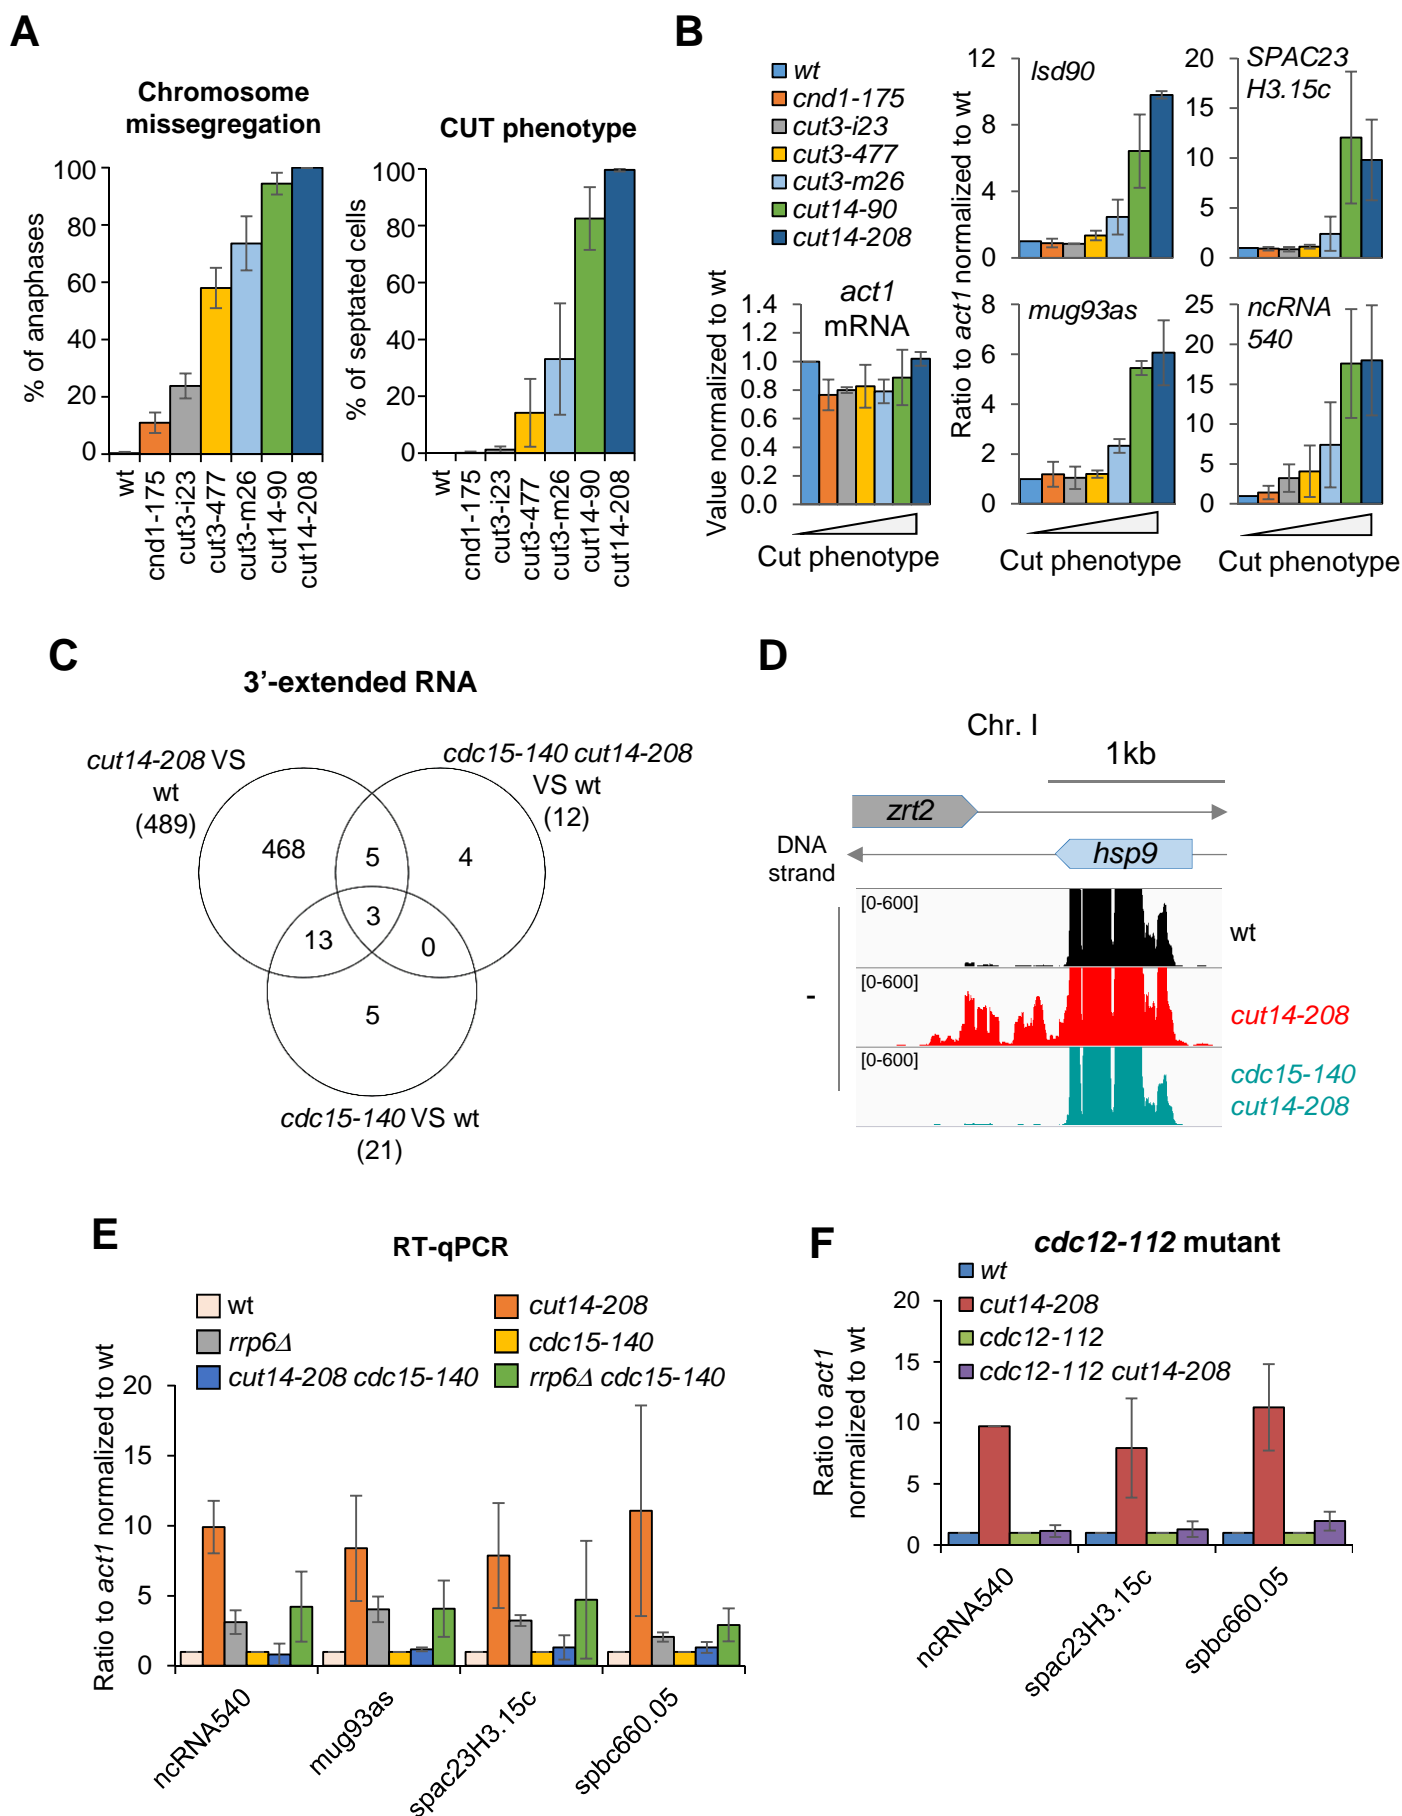 A
Chromosome
missegregation
% of anaphases
100
80
60
40
20
0
wt
cnd1-175
cut3-i23
cut3-477
cut3-m26
cut14-90
cut14-208
CUT phenotype
% of septated cells
100
80
60
40
20
0
wt
cnd1-175
cut3-i23
cut3-477
cut3-m26
cut14-90
cut14-208
B
wt
cnd1-175
cut3-i23
cut3-477
cut3-m26
cut14-90
cut14-208
Value normalized to wt
1.4
1.2
1.0
0.8
0.6
0.4
0.2
0.0
act1
mRNA
Cut phenotype
Ratio to act1 normalized to wt
12
8
4
0
lsd90
20
15
10
5
0
SPAC23
H3.15c
8
6
4
2
0
mug93as
Cut phenotype
25
20
15
10
5
0
ncRNA
540
Cut phenotype
C
3’-extended RNA
cut14-208 VS
wt
(489)
cdc15-140 cut14-208
VS wt
(12)
468
5
4
3
13
0
5
cdc15-140 VS wt
(21)
D
Chr. I
1kb
zrt2
DNA
strand
hsp9
-
[0-600]
wt
[0-600]
cut14-208
[0-600]
cdc15-140
cut14-208
E
RT-qPCR
wt
cut14-208
rrp6Δ
cdc15-140
cut14-208 cdc15-140
rrp6Δ cdc15-140
Ratio to act1 normalized to wt
20
15
10
5
0
ncRNA540
mug93as
spac23H3.15c
spbc660.05
F
cdc12-112 mutant
wt
cut14-208
cdc12-112
cdc12-112 cut14-208
Ratio to act1
normalized to wt
20
15
10
5
0
ncRNA540
spac23H3.15c
spbc660.05